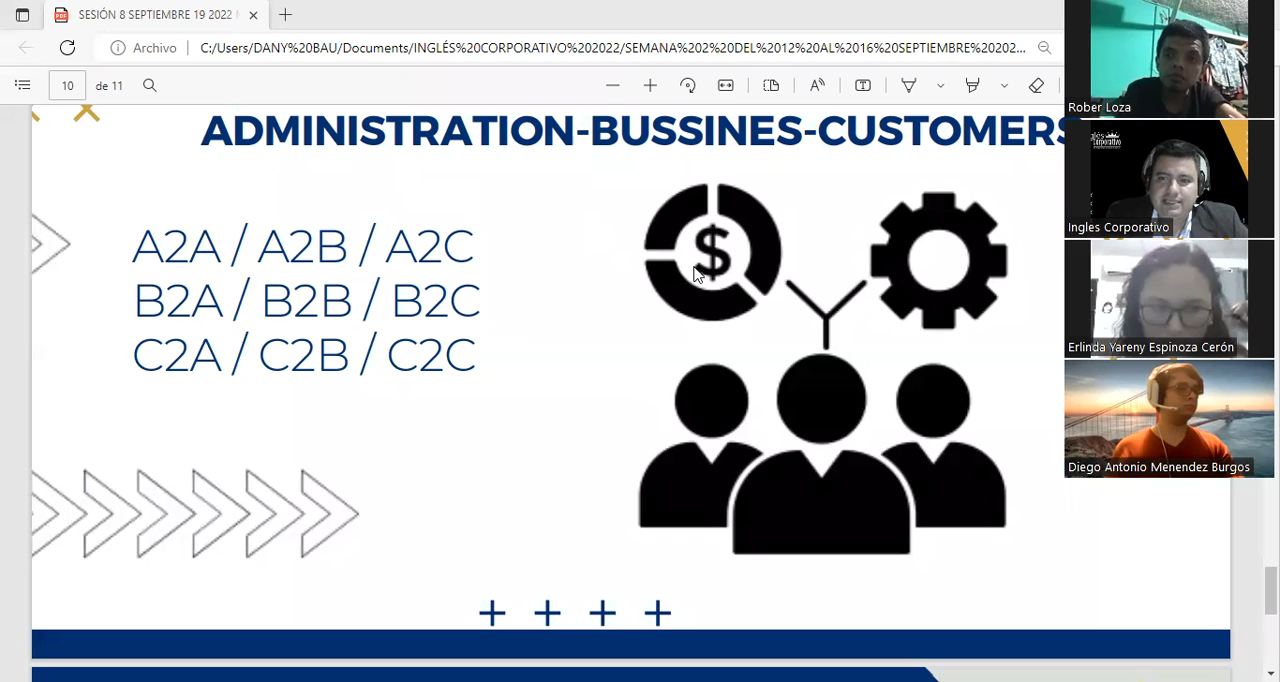 SESIÓN 8 SEPTIEMBRE 19 2022
Archivo
C:/Users/DANY%20BAU/Documents/INGLÉS%20CORPORATIVO%202022/SEMANA%202%20DEL%2012%20AL%2016%20SEPTIEMBRE%20202...
10 de 11
ADMINISTRATION-BUSSINES-CUSTOMERS
A2A / A2B / A2C
B2A / B2B / B2C
C2A / C2B / C2C
$
Rober Loza
Ingles Corporativo
Erlinda Yareny Espinoza Cerón
Diego Antonio Menendez Burgos